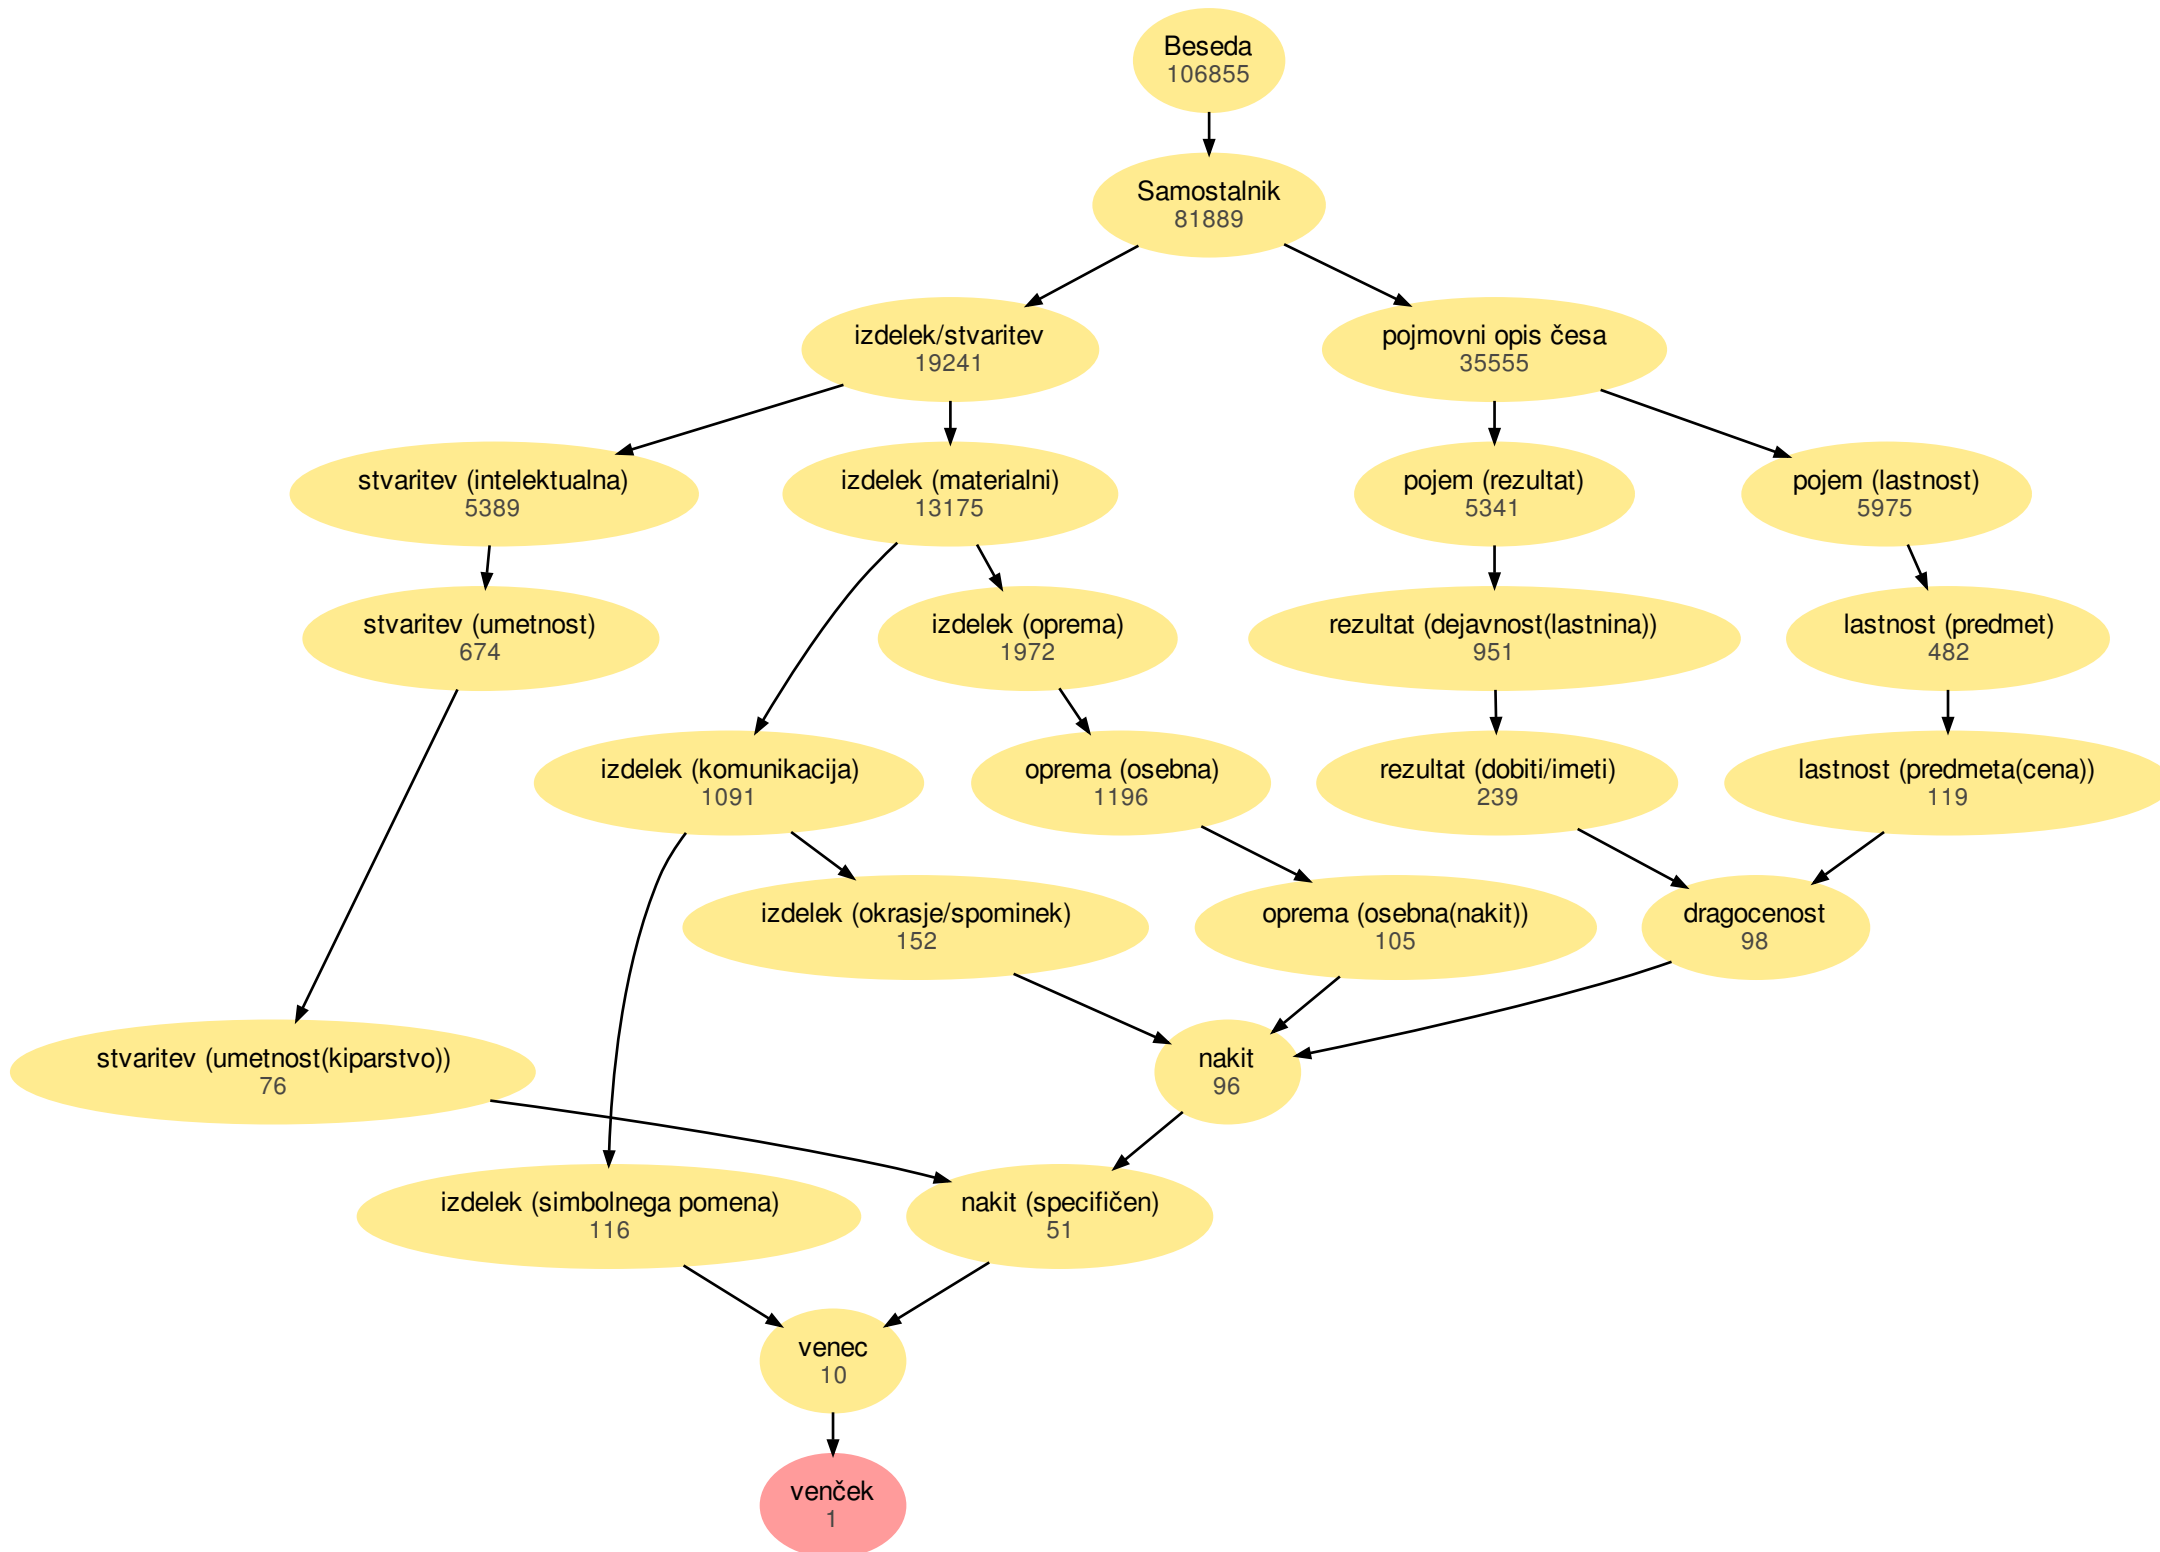 Beseda
106855
Samostalnik
81889
izdelek/stvaritev
19241
pojmovni opis česa
35555
stvaritev (intelektualna)
5389
izdelek (materialni)
13175
pojem (rezultat)
5341
pojem (lastnost)
5975
stvaritev (umetnost)
674
izdelek (oprema)
1972
rezultat (dejavnost(lastnina))
951
lastnost (predmet)
482
izdelek (komunikacija)
1091
oprema (osebna)
1196
rezultat (dobiti/imeti)
239
lastnost (predmeta(cena))
119
izdelek (okrasje/spominek)
152
oprema (osebna(nakit))
105
dragocenost
98
stvaritev (umetnost(kiparstvo))
76
nakit
96
izdelek (simbolnega pomena)
116
nakit (specifičen)
51
venec
10
venček
1